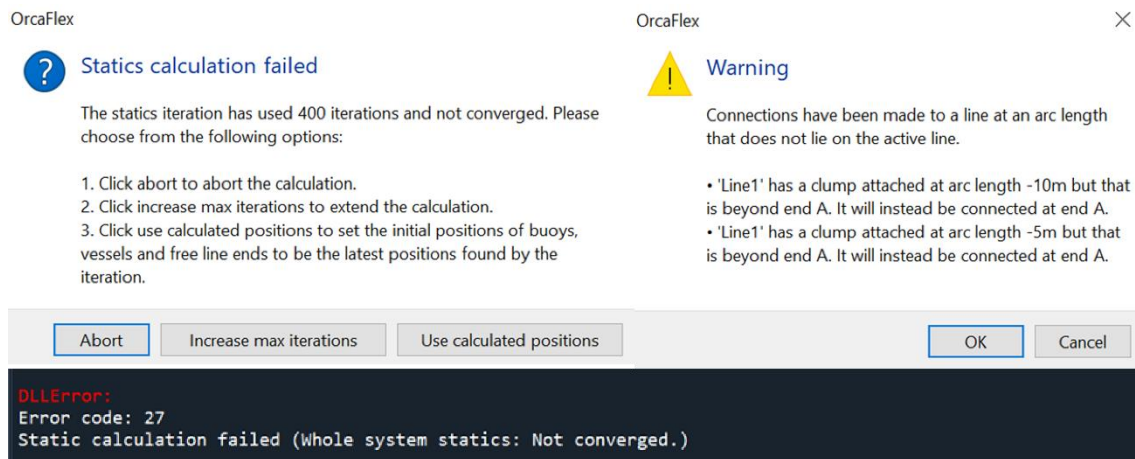 OrcaFlex
Statics calculation failed
The statics iteration has used 400 iterations and not converged. Please
choose from the following options:
1. Click abort to abort the calculation.
2. Click increase max iterations to extend the calculation.
3. Click use calculated positions to set the initial positions of buoys,
vessels and free line ends to be the latest positions found by the
iteration.
Abort
Increase max iterations
Use calculated positions
OrcaFlex
Warning
Connections have been made to a line at an arc length
that does not lie on the active line.
• 'Line1' has a clump attached at arc length -10m but that
is beyond end A. It will instead be connected at end A.
• 'Line1' has a clump attached at arc length -5m but that
is beyond end A. It will instead be connected at end A.
OK
Cancel
DLLError:
Error code: 27
Static calculation failed (Whole system statics: Not converged.)